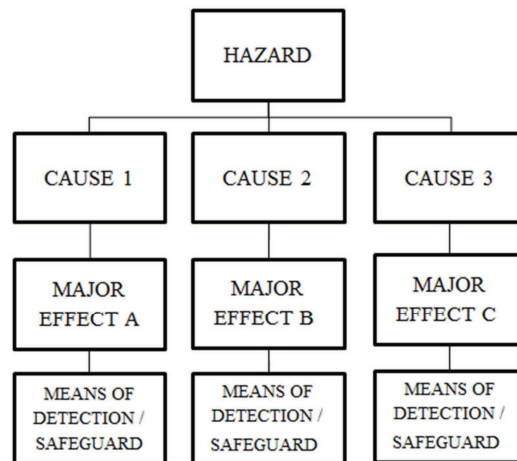 HAZARD
CAUSE 1
CAUSE 2
CAUSE 3
MAJOR
EFFECT A
MAJOR
EFFECT B
MAJOR
EFFECT C
MEANS OF
DETECTION /
SAFEGUARD
MEANS OF
DETECTION /
SAFEGUARD
MEANS OF
DETECTION /
SAFEGUARD